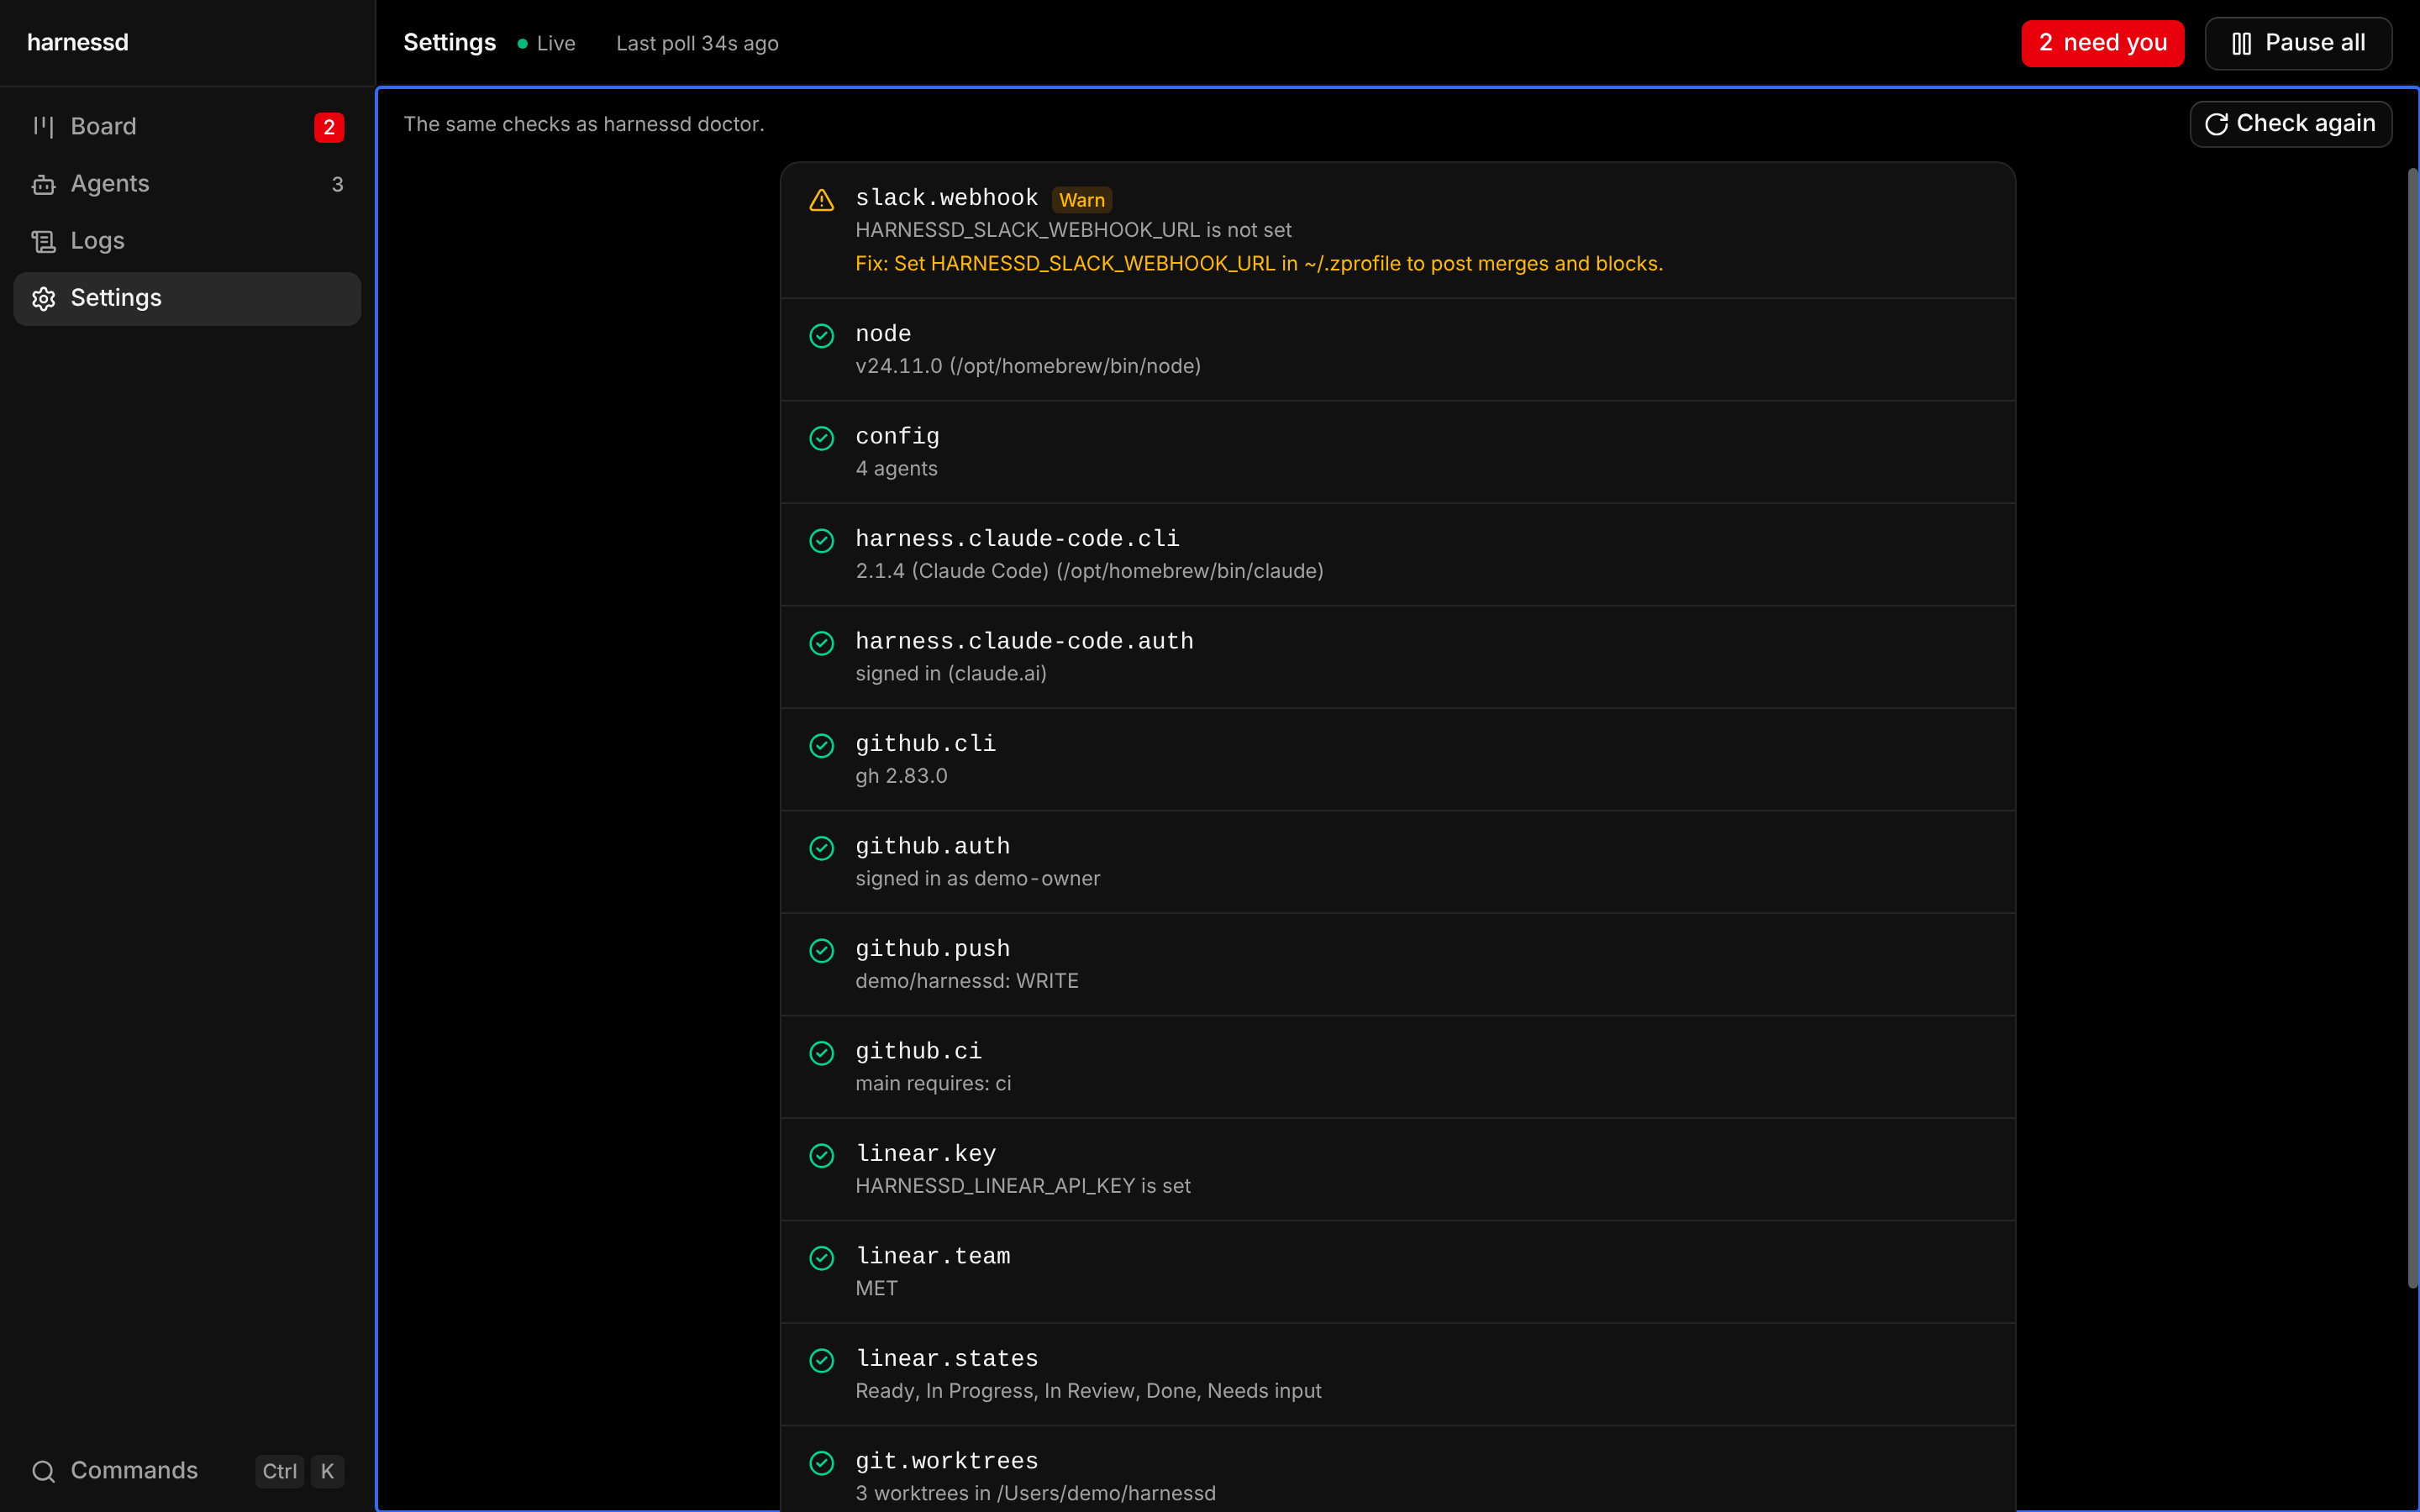 harnessd
Settings Live Last poll 34s ago
2 need you
Pause all
Board 2
Agents 3
Logs
Settings
Commands Ctrl K
The same checks as harnessd doctor.
Check again
slack.webhook Warn
HARNESSD_SLACK_WEBHOOK_URL is not set
Fix: Set HARNESSD_SLACK_WEBHOOK_URL in ~/.zprofile to post merges and blocks.
node
v24.11.0 (/opt/homebrew/bin/node)
config
4 agents
harness.claude-code.cli
2.1.4 (Claude Code) (/opt/homebrew/bin/claude)
harness.claude-code.auth
signed in (claude.ai)
github.cli
gh 2.83.0
github.auth
signed in as demo-owner
github.push
demo/harnessd: WRITE
github.ci
main requires: ci
linear.key
HARNESSD_LINEAR_API_KEY is set
linear.team
MET
linear.states
Ready, In Progress, In Review, Done, Needs input
git.worktrees
3 worktrees in /Users/demo/harnessd